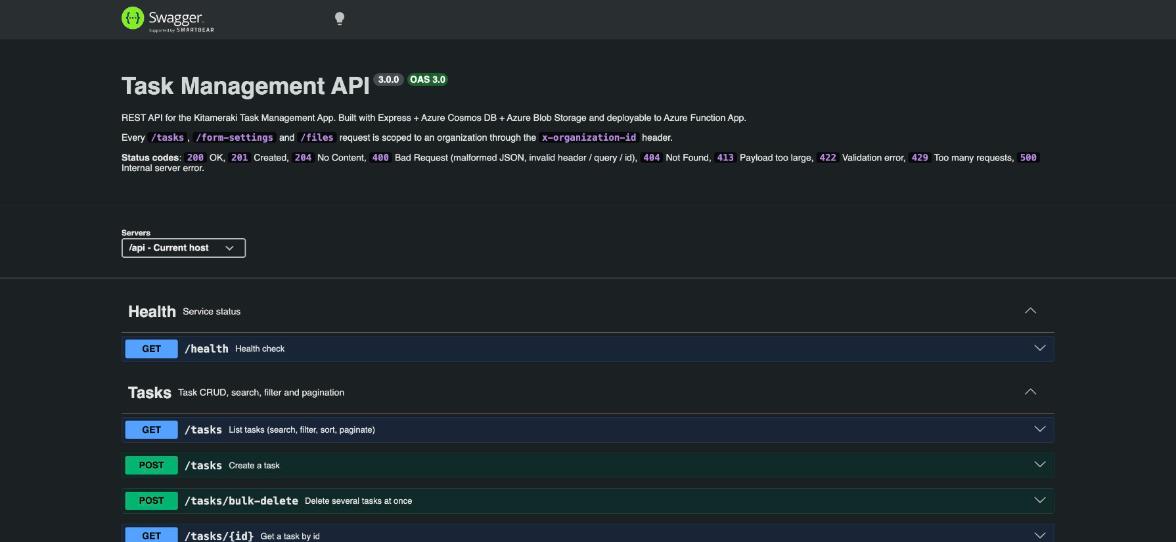 Swagger.
Supported by SMARTBEAR
Task Management API 3.0.0 OAS 3.0
REST API for the Kitameraki Task Management App. Built with Express + Azure Cosmos DB + Azure Blob Storage and deployable to Azure Function App.
Every /tasks , /form-settings and /files request is scoped to an organization through the x-organization-id header.
Status codes: 200 OK, 201 Created, 204 No Content, 400 Bad Request (malformed JSON, invalid header / query / id), 404 Not Found, 413 Payload too large, 422 Validation error, 429 Too many requests, 500
Internal server error.
Servers
/api - Current host
Health Service status
GET /health Health check
Tasks Task CRUD, search, filter and pagination
GET /tasks List tasks (search, filter, sort, paginate)
POST /tasks Create a task
POST /tasks/bulk-delete Delete several tasks at once
GET /tasks/{id} Get a task by id